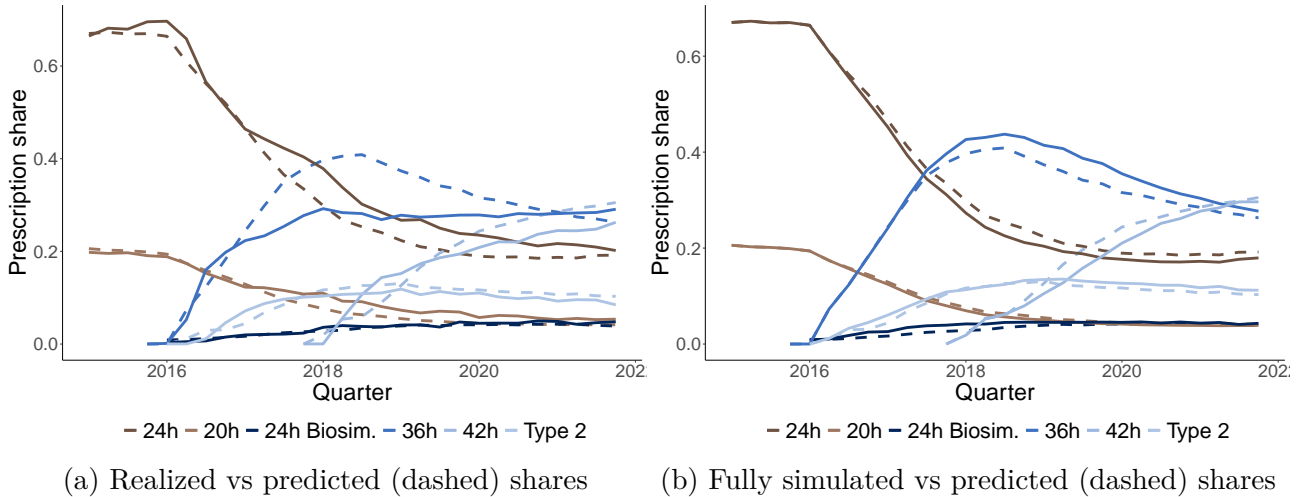 Prescription share
0.6
0.4
0.2
0.0
2016
2018
2020
2022
Quarter
24h 20h 24h Biosim. 36h 42h Type 2
(a) Realized vs predicted (dashed) shares
Prescription share
0.6
0.4
0.2
0.0
2016
2018
2020
2022
Quarter
24h 20h 24h Biosim. 36h 42h Type 2
(b) Fully simulated vs predicted (dashed) shares